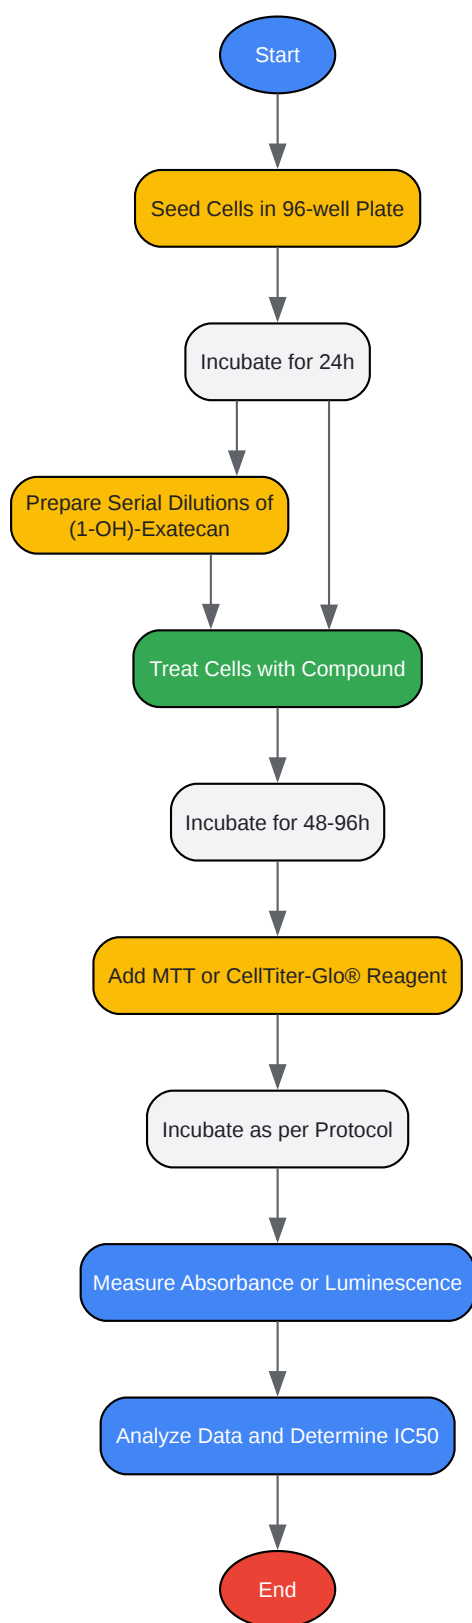 Start
Seed Cells in 96-well Plate
Incubate for 24h
Prepare Serial Dilutions of
(1-OH)-Exatecan
Treat Cells with Compound
Incubate for 48-96h
Add MTT or CellTiter-Glo® Reagent
Incubate as per Protocol
Measure Absorbance or Luminescence
Analyze Data and Determine IC50
End